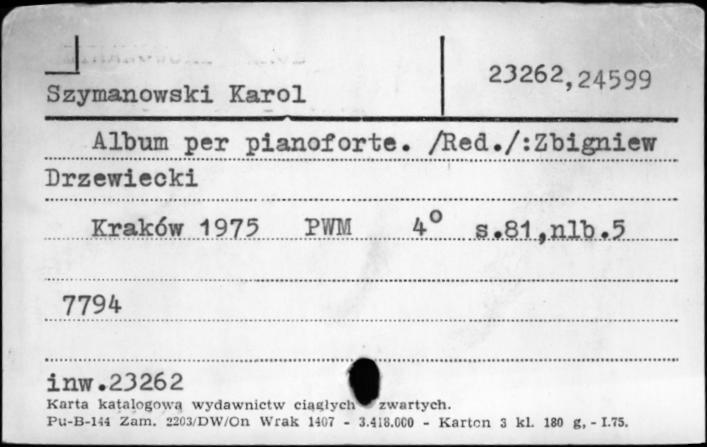 23262,24599
Szymanowski Karol
Album per pianoforte. /Red./:Zbigniew
Drzewiecki
Kraków 1975 PWM 4° s.81,nlb.5
7794
inw.23262
Karta katalogowa wydawnictw ciągłych - zwartych.
Pu-B-144 Zam. 2203/DW/On Wrak 1407 - 3.418.000 - Karton 3 kl. 180 g, - I.75.